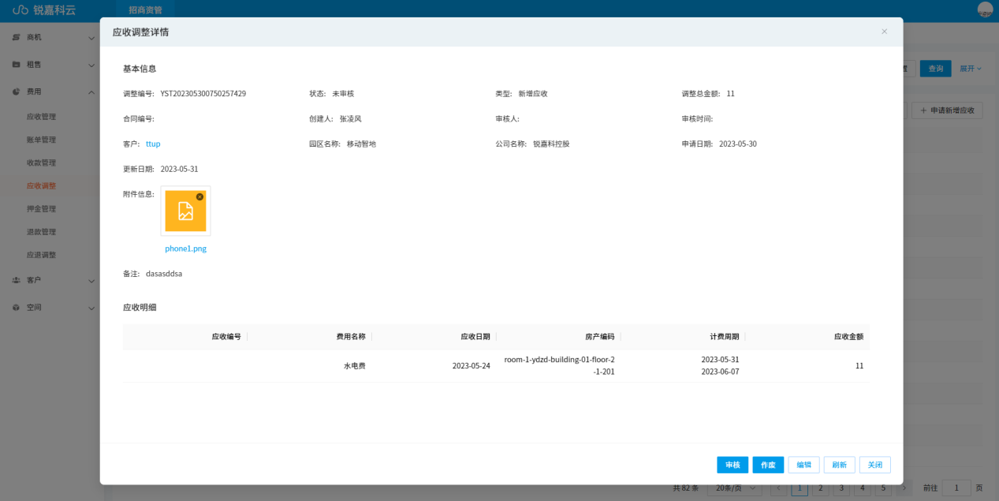 锐嘉科云
招商资管
商机
租售
费用
应收管理
账单管理
收款管理
应收调整
押金管理
退款管理
应退调整
客户
空间
查询
展开
+ 申请新增应收
应收调整详情
基本信息
调整编号: YST202305300750257429
状态: 未审核
类型: 新增应收
调整总金额: 11
合同编号:
创建人: 张凌风
审核人:
审核时间:
客户: ttup
园区名称: 移动智地
公司名称: 锐嘉科控股
申请日期: 2023-05-30
更新日期: 2023-05-31
附件信息:
phone1.png
备注: dasasddsa
应收明细
应收编号 费用名称 应收日期 房产编码 计费周期 应收金额
水电费 2023-05-24 room-1-ydzd-building-01-floor-2 2023-05-31 11
-1-201 2023-06-07
审核 作废 编辑 刷新 关闭
共 82 条 20条/页 1 2 3 4 5 前往 1 页